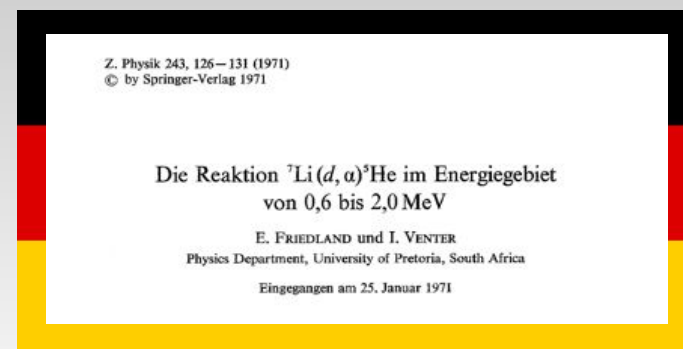 Z. Physik 243, 126—131 (1971)
© by Springer-Verlag 1971
Die Reaktion ⁷Li(d, α)⁵He im Energiegebiet
von 0,6 bis 2,0 MeV
E. FRIEDLAND und I. VENTER
Physics Department, University of Pretoria, South Africa
Eingegangen am 25. Januar 1971